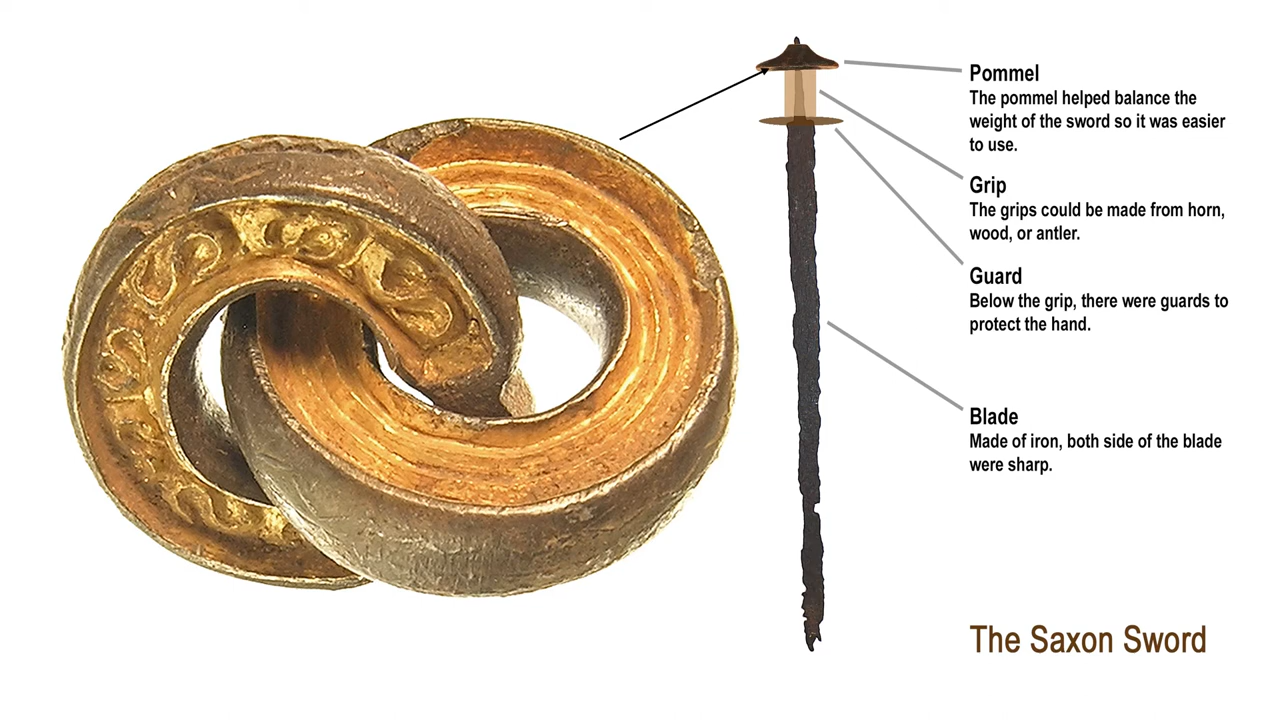 Pommel
The pommel helped balance the
weight of the sword so it was easier
to use.
Grip
The grips could be made from horn,
wood, or antler.
Guard
Below the grip, there were guards to
protect the hand.
Blade
Made of iron, both side of the blade
were sharp.
The Saxon Sword